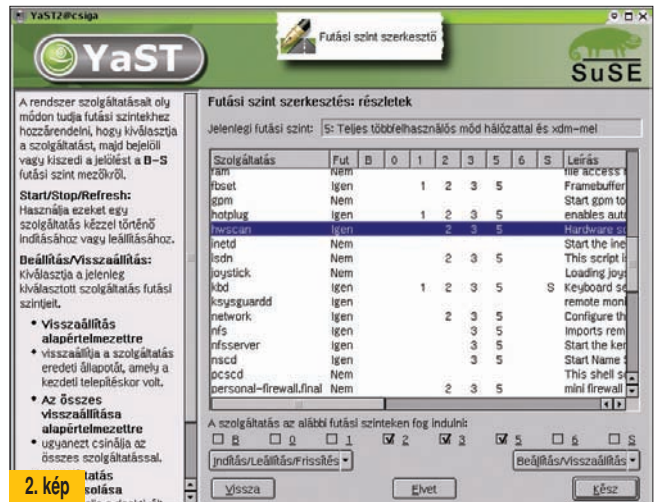 YaST2@csiga
YaST
Futási szint szerkesztő
SuSE
A rendszer szolgáltatásait oly
módon tudja futási szintekhez
hozzárendelni, hogy kiválasztja
a szolgáltatást, majd bejelöli
vagy kiszedi a jelölést a B-S
futási szint mezőkről.
Start/Stop/Refresh:
Használja ezeket egy
szolgáltatás kézzel történő
indításához vagy leállításához.
Beállítás/Visszaállítás:
Kiválasztja a jelenleg
kiválasztott szolgáltatás futási
szintjeit.
• Visszaállítás
alapértelmezettre
• visszaállítja a szolgáltatás
eredeti állapotát, amely a
kezdeti telepítéskor volt.
• Az összes
visszaállítása
alapértelmezettre
• ugyanezt csinálja az
összes szolgáltatással.
2. kép
Futási szint szerkesztés: részletek
Jelenlegi futási szint: 5: Teljes többfelhasználós mód hálózattal és xdm-mel
Szolgáltatás Fut B 0 1 2 3 5 6 S Leírás
fam Nem file access
fbset Igen 1 2 3 5 Framebuffer
gpm Nem Start gpm to
hotplug Igen 1 2 3 5 enables aut
hwscan Igen 2 3 5 Hardware sc
inetd Nem Start the ine
isdn Nem 2 3 5 This script i
joystick Nem Loading joy
kbd Igen 1 2 3 5 S Keyboard se
ksysguardd Igen remote moni
network Igen 2 3 5 Configure th
nfs Igen 3 5 Imports rem
nfsserver Igen 3 5 Start the ker
nscd Igen 3 5 Start Name
pcscd Nem This shell s
personal-firewall.final Nem 2 3 5 mini firewall
A szolgáltatás az alábbi futási szinteken fog indulni:
B 0 1 2 3 5 6 S
Indítás/Leállítás/Frissítés
Beállítás/Visszaállítás
Vissza
Elvet
Kész